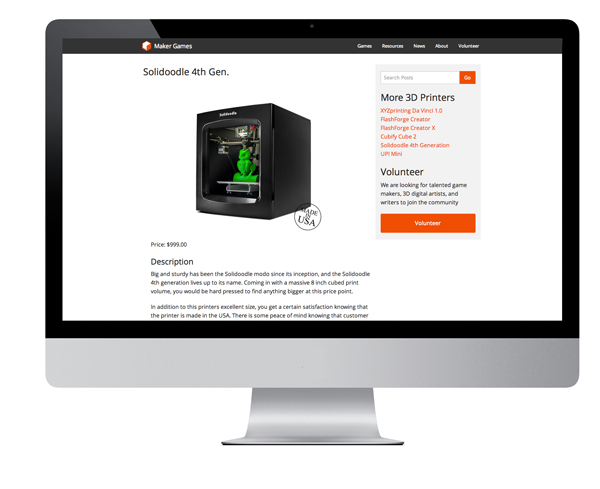 Maker Games
Games Resources News About Volunteer
Solidoodle 4th Gen.
Solidoodle
MADE IN USA
Price: $999.00
Description
Big and sturdy has been the Solidoodle modo since its inception, and the Solidoodle
4th generation lives up to its name. Coming in with a massive 8 inch cubed print
volume, you would be hard pressed to find anything bigger at this price point.
In addition to this printers excellent size, you get a certain satisfaction knowing that
the printer is made in the USA. There is some peace of mind knowing that customer
Search Posts
Go
More 3D Printers
XYZprinting Da Vinci 1.0
FlashForge Creator
FlashForge Creator X
Cubify Cube 2
Solidoodle 4th Generation
UP! Mini
Volunteer
We are looking for talented game
makers, 3D digital artists, and
writers to join the community
Volunteer